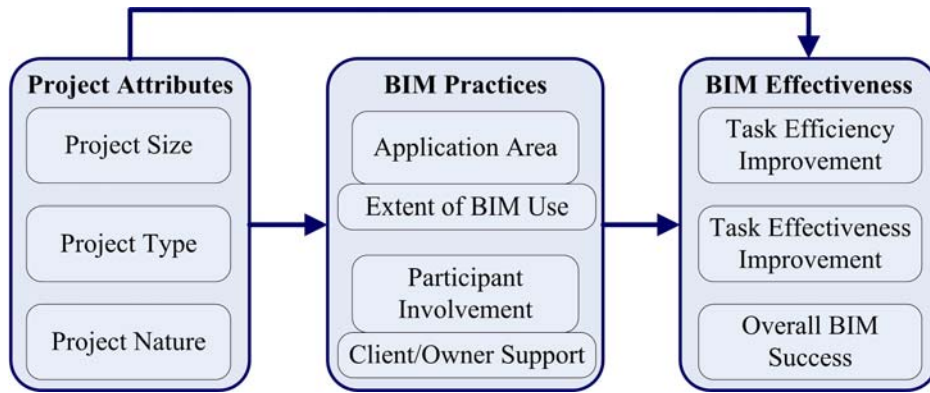 Project Attributes
Project Size
Project Type
Project Nature
BIM Practices
Application Area
Extent of BIM Use
Participant
Involvement
Client/Owner Support
BIM Effectiveness
Task Efficiency
Improvement
Task Effectiveness
Improvement
Overall BIM
Success